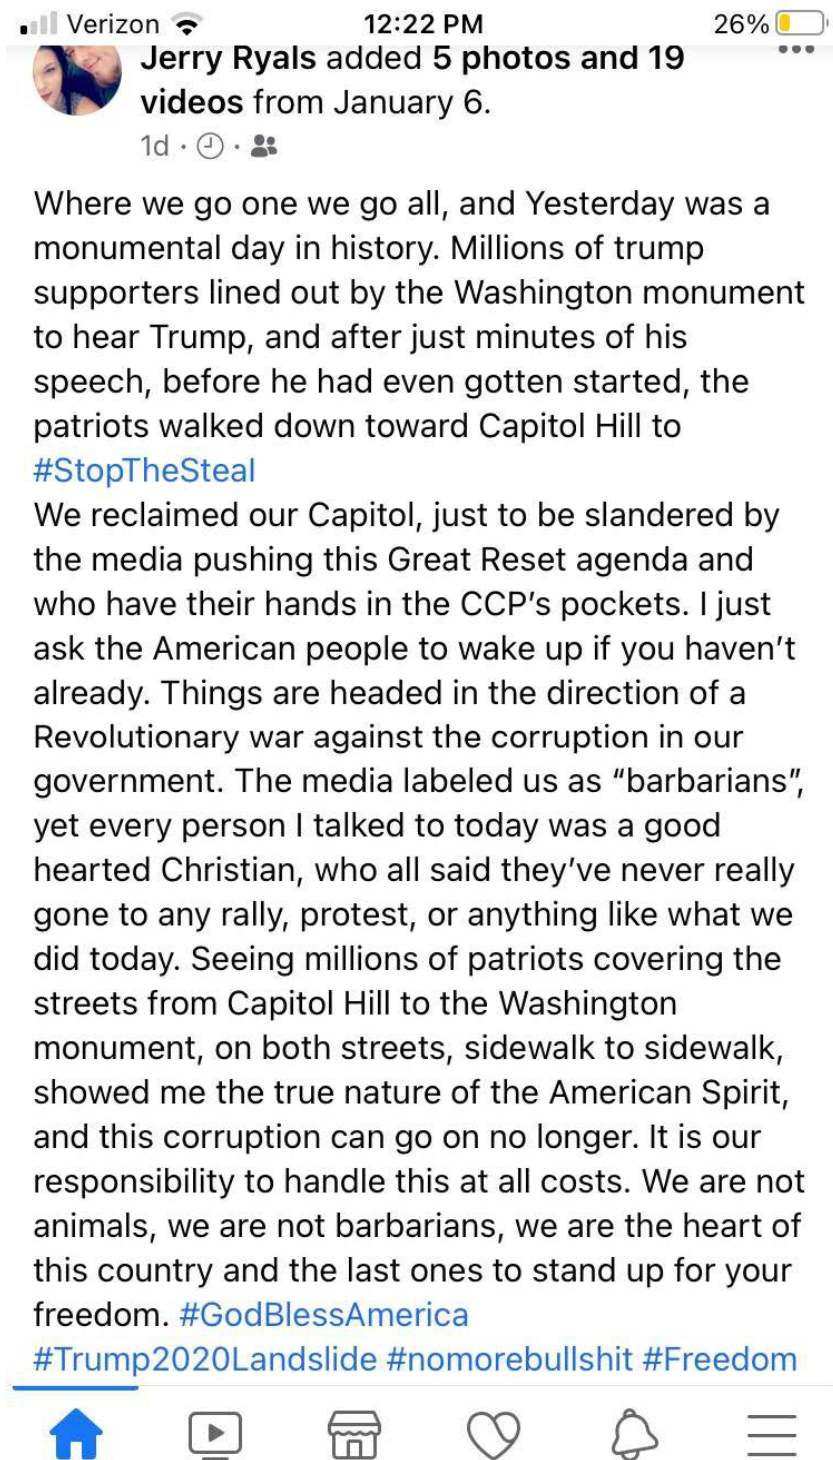 Verizon 12:22 PM 26%
Jerry Ryals added 5 photos and 19
videos from January 6.
1d
Where we go one we go all, and Yesterday was a
monumental day in history. Millions of trump
supporters lined out by the Washington monument
to hear Trump, and after just minutes of his
speech, before he had even gotten started, the
patriots walked down toward Capitol Hill to
#StopTheSteal
We reclaimed our Capitol, just to be slandered by
the media pushing this Great Reset agenda and
who have their hands in the CCP’s pockets. I just
ask the American people to wake up if you haven’t
already. Things are headed in the direction of a
Revolutionary war against the corruption in our
government. The media labeled us as “barbarians”,
yet every person I talked to today was a good
hearted Christian, who all said they’ve never really
gone to any rally, protest, or anything like what we
did today. Seeing millions of patriots covering the
streets from Capitol Hill to the Washington
monument, on both streets, sidewalk to sidewalk,
showed me the true nature of the American Spirit,
and this corruption can go on no longer. It is our
responsibility to handle this at all costs. We are not
animals, we are not barbarians, we are the heart of
this country and the last ones to stand up for your
freedom. #GodBlessAmerica
#Trump2020Landslide #nomorebullshit #Freedom